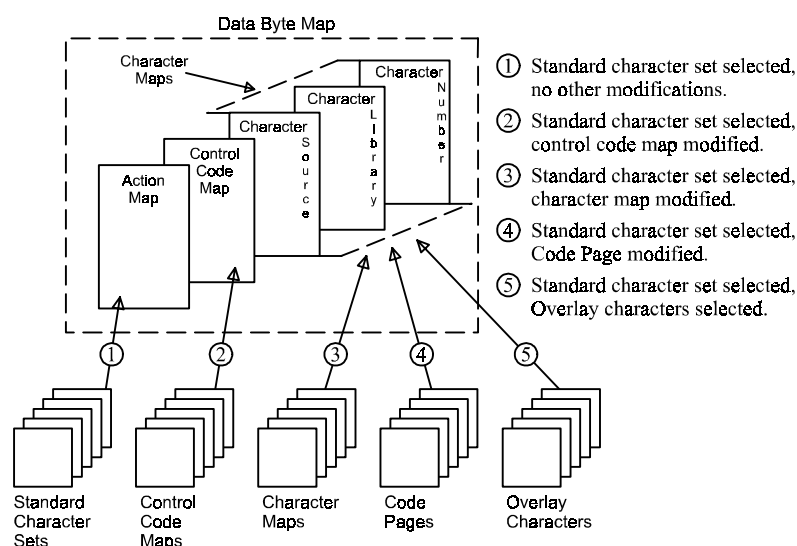 Data Byte Map
Character
Maps
Character
Number
Character
Library
Character
Source
Control
Code
Map
Action
Map
① Standard character set selected,
no other modifications.
② Standard character set selected,
control code map modified.
③ Standard character set selected,
character map modified.
④ Standard character set selected,
Code Page modified.
⑤ Standard character set selected,
Overlay characters selected.
① ② ③ ④ ⑤
Standard
Character
Sets
Control
Code
Maps
Character
Maps
Code
Pages
Overlay
Characters